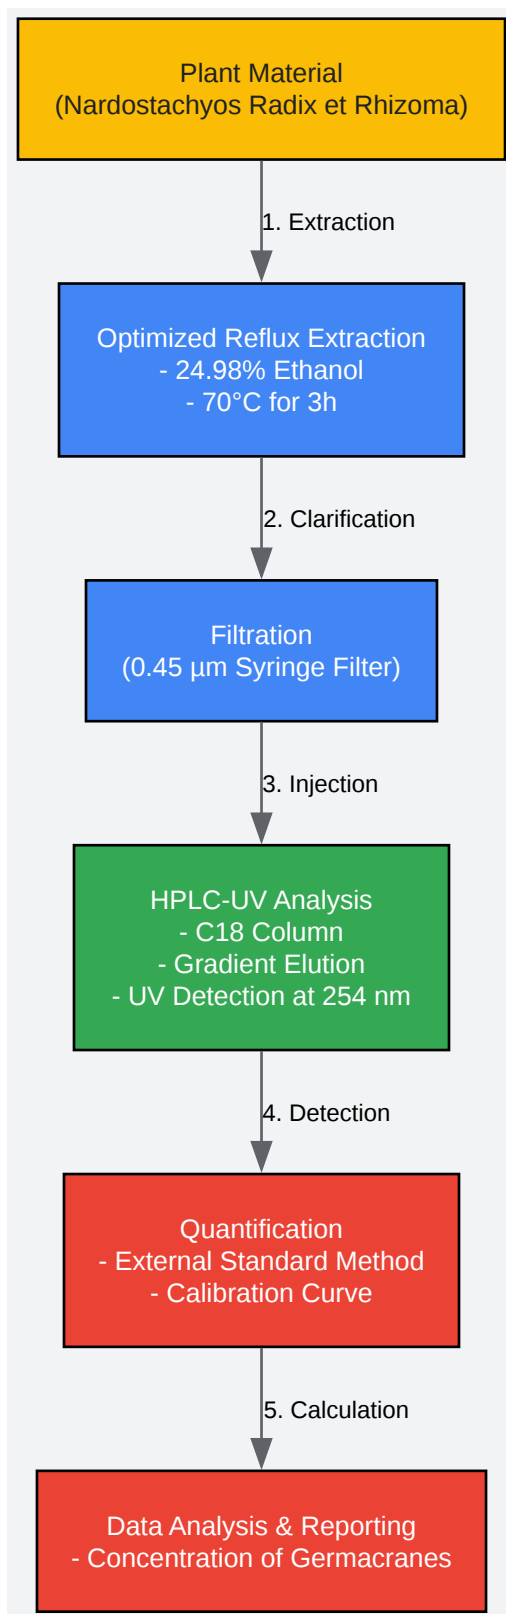 Plant Material
(Nardostachyos Radix et Rhizoma)
1. Extraction
Optimized Reflux Extraction
- 24.98% Ethanol
- 70°C for 3h
2. Clarification
Filtration
(0.45 µm Syringe Filter)
3. Injection
HPLC-UV Analysis
- C18 Column
- Gradient Elution
- UV Detection at 254 nm
4. Detection
Quantification
- External Standard Method
- Calibration Curve
5. Calculation
Data Analysis & Reporting
- Concentration of Germacranes